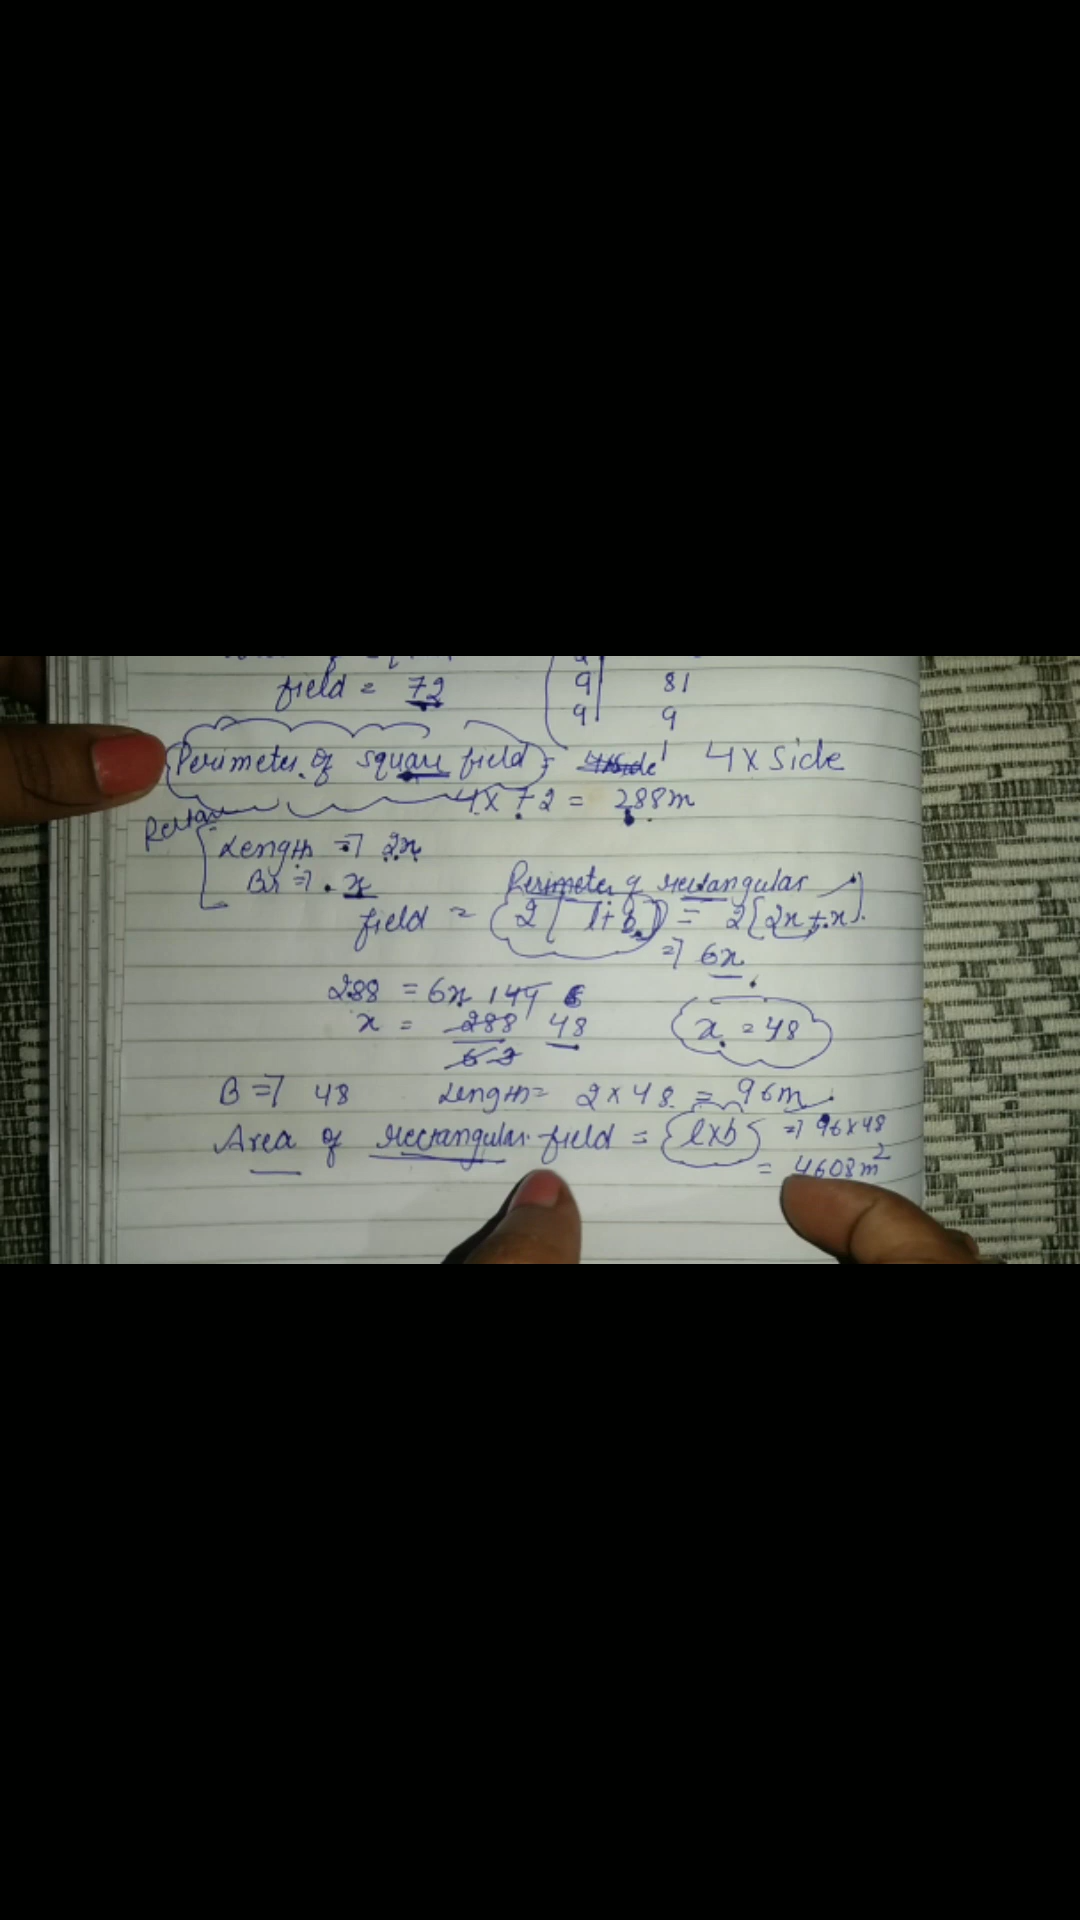 field = 72
9 81
9 9
Perimeter of square field = 4 x Side
4 x 72 = 288m
Length ⇒ 2x
Br ⇒ x
Perimeter of rectangular
field = 2 [ l + b ] = 2 [2x + x]
⇒ 6x
288 = 6x 144
x = 288 48 x = 48
6 3
B ⇒ 48 Length = 2 x 48 = 96m
Area of rectangular field = {l x b} ⇒ 96 x 48
= 4608m²